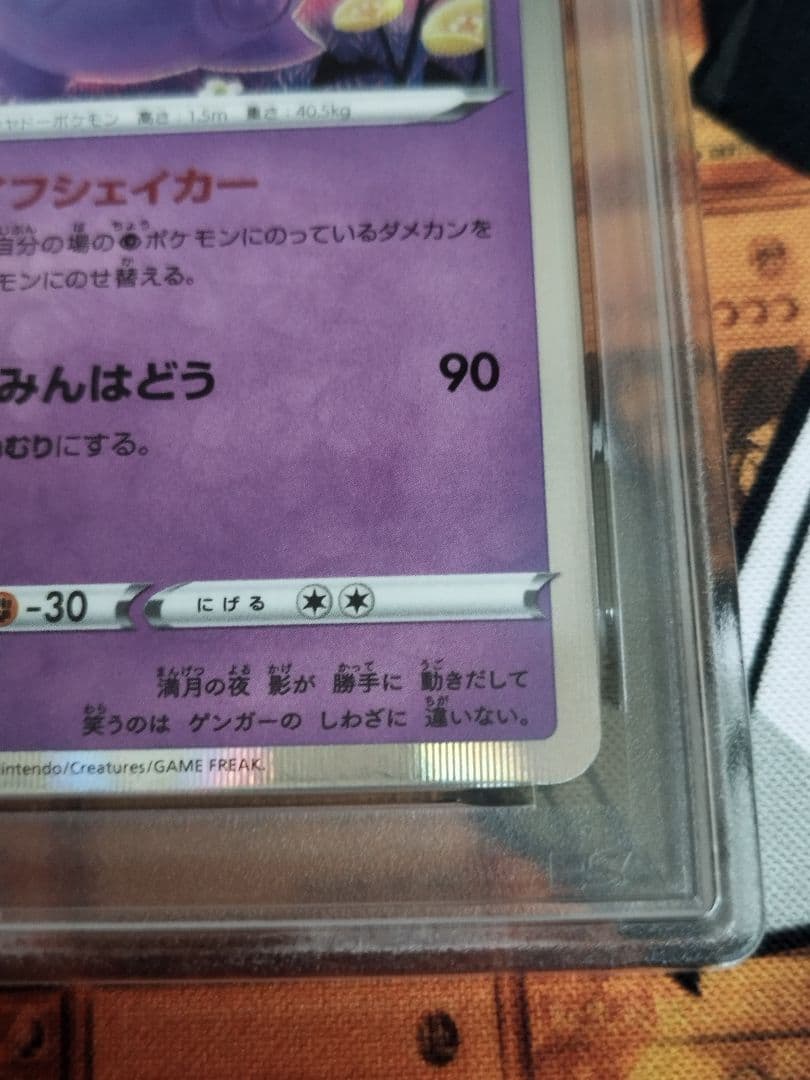 ャドーポケモン 高さ：1.5m 重さ：40.5kg
フシェイカー
自分の場のポケモンにのっているダメカンを
モンにのせ替える。
みんはどう 90
むりにする。
-30 にげる
満月の夜 影が 勝手に 動きだして
笑うのは ゲンガーの しわざに 違いない。
intendo/Creatures/GAME FREAK.